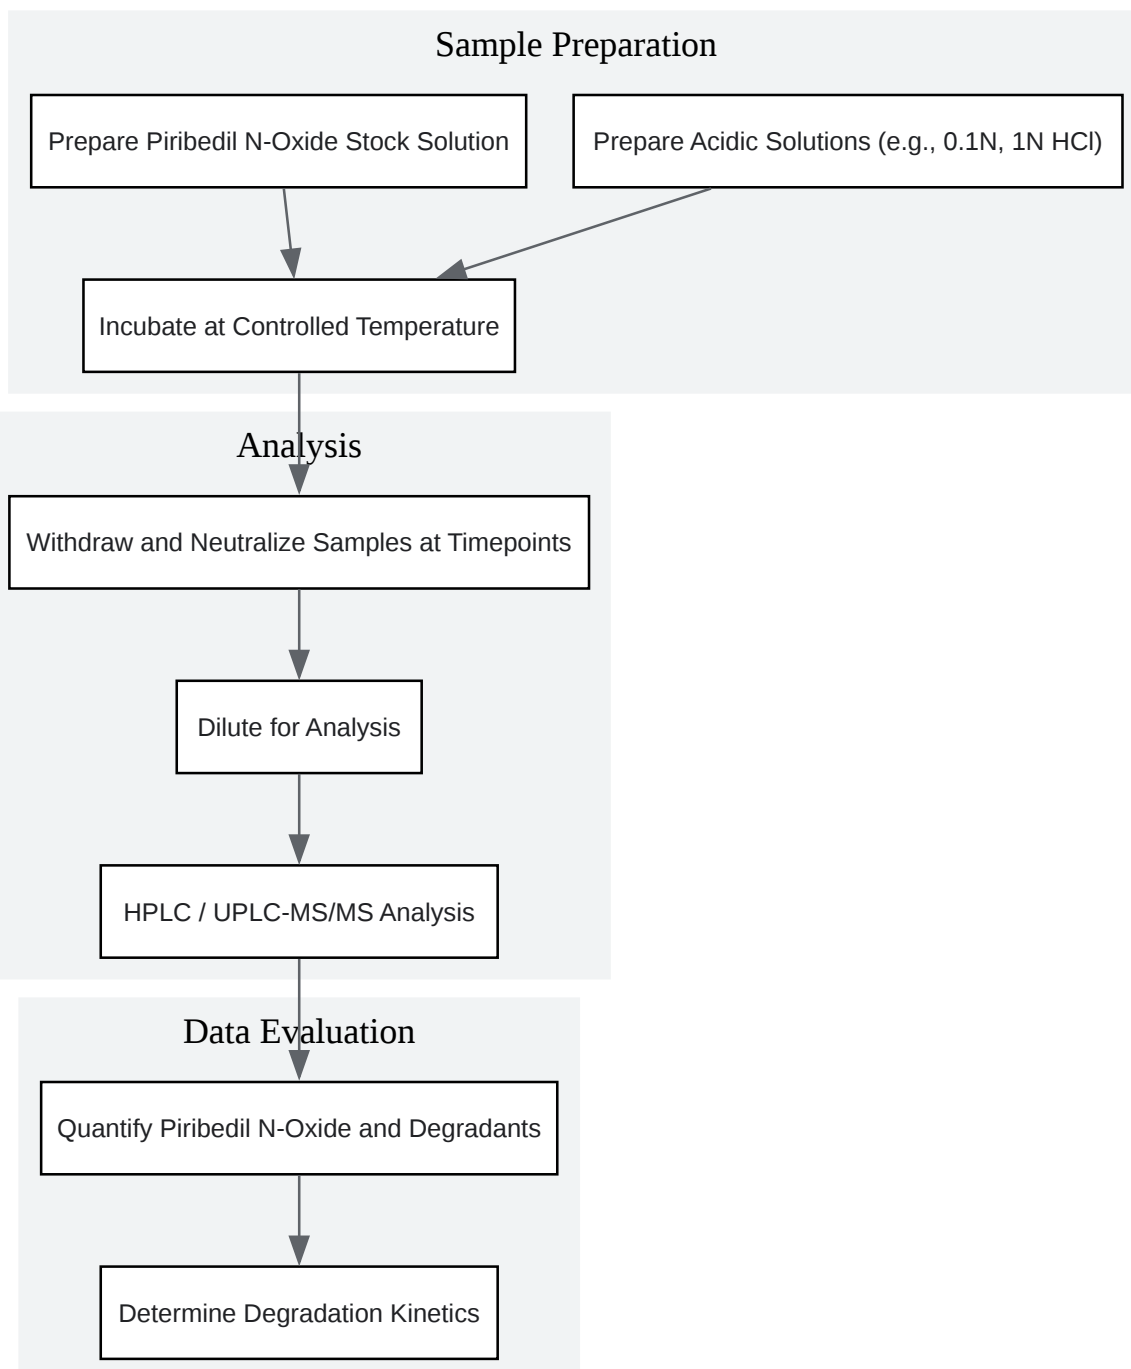 Sample Preparation
Prepare Piribedil N-Oxide Stock Solution
Prepare Acidic Solutions (e.g., 0.1N, 1N HCl)
Incubate at Controlled Temperature
Analysis
Withdraw and Neutralize Samples at Timepoints
Dilute for Analysis
HPLC / UPLC-MS/MS Analysis
Data Evaluation
Quantify Piribedil N-Oxide and Degradants
Determine Degradation Kinetics